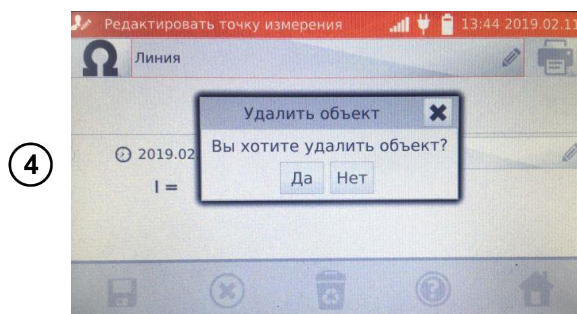 Редактировать точку измерения 13:44 2019.02.11
Линия
Удалить объект
Вы хотите удалить объект?
Да Нет
4
2019.02
I =